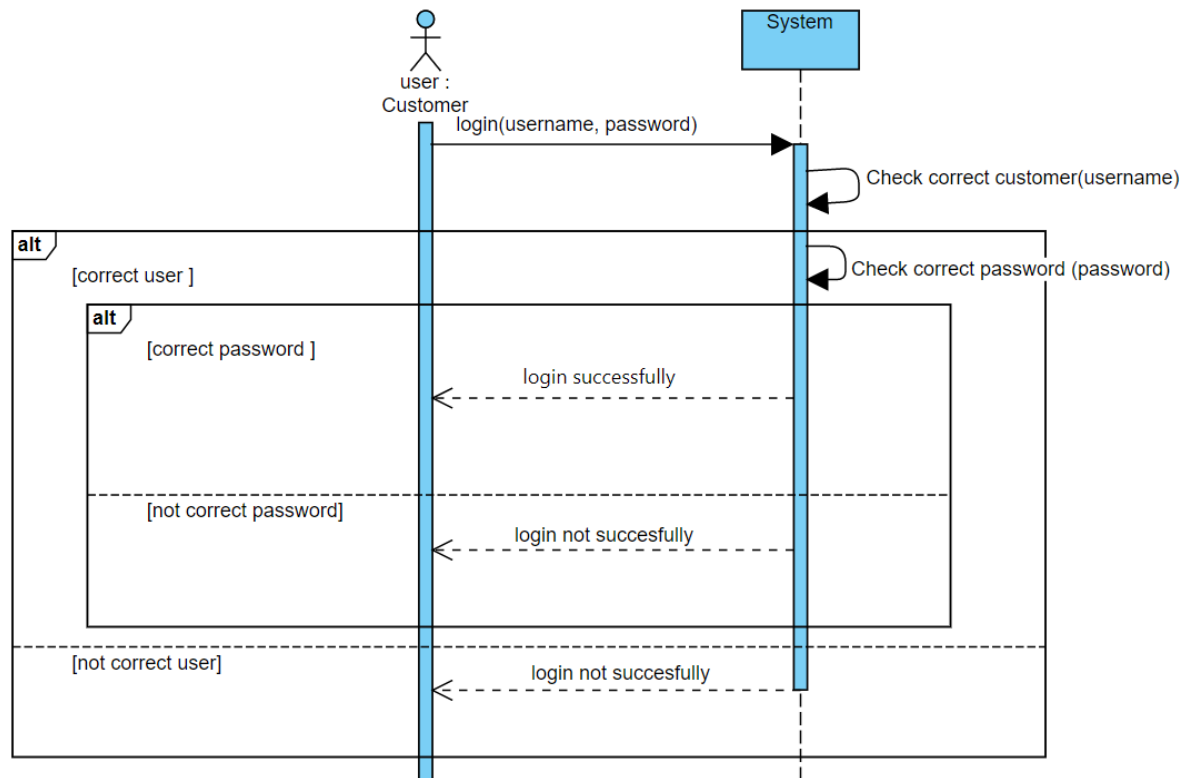 System
user :
Customer
login(username, password)
Check correct customer(username)
alt
[correct user ]
Check correct password (password)
alt
[correct password ]
login successfully
[not correct password]
login not succesfully
[not correct user]
login not succesfully